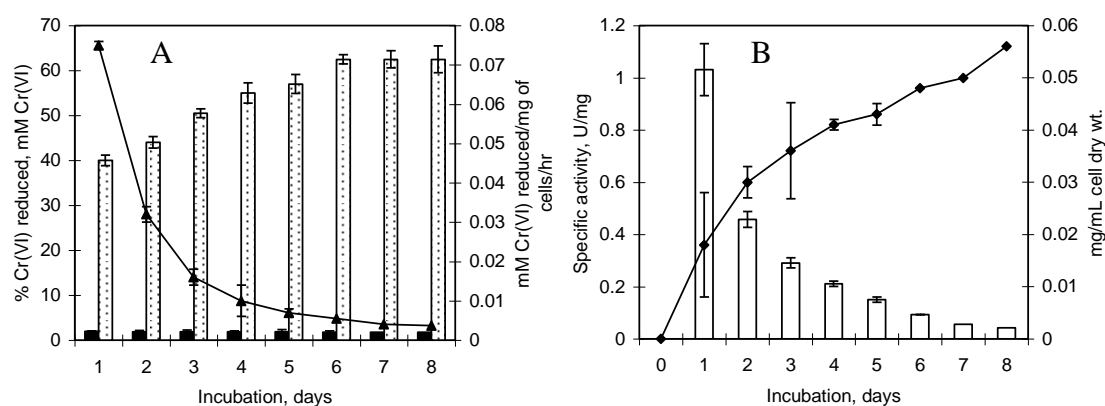 A
% Cr(VI) reduced, mM Cr(VI)
70
60
50
40
30
20
10
0
1 2 3 4 5 6 7 8
Incubation, days
0.08
0.07
0.06
0.05
0.04
0.03
0.02
0.01
0
mM Cr(VI) reduced/mg of
cells/hr
B
Specific activity, U/mg
1.2
1
0.8
0.6
0.4
0.2
0
0 1 2 3 4 5 6 7 8
Incubation, days
0.06
0.05
0.04
0.03
0.02
0.01
0
mg/mL cell dry wt.